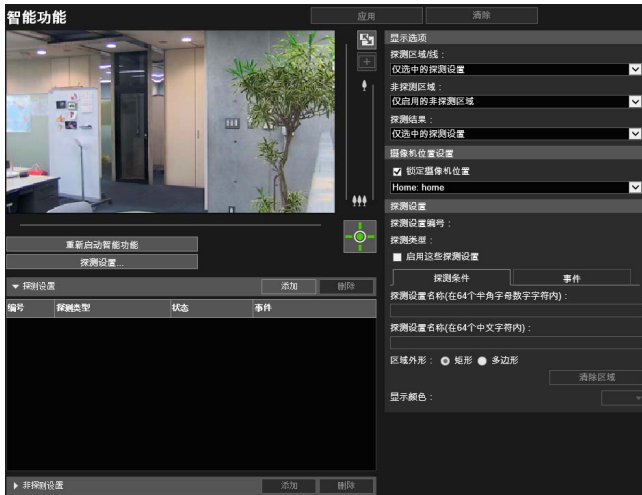 智能功能
应用
清除
重新启动智能功能
探测设置...
探测设置
添加
删除
编号 探测类型 状态 事件
非探测设置
添加
删除
显示选项
探测区域/线：
仅选中的探测设置
非探测区域：
仅启用的非探测区域
探测结果：
仅选中的探测设置
摄像机位置设置
锁定摄像机位置
Home: home
探测设置
探测设置编号：
探测类型：
启用这些探测设置
探测条件 事件
探测设置名称(在64个半角字母数字字符内)：
探测设置名称(在64个中文字符内)：
区域外形： 矩形 多边形
清除区域
显示颜色：